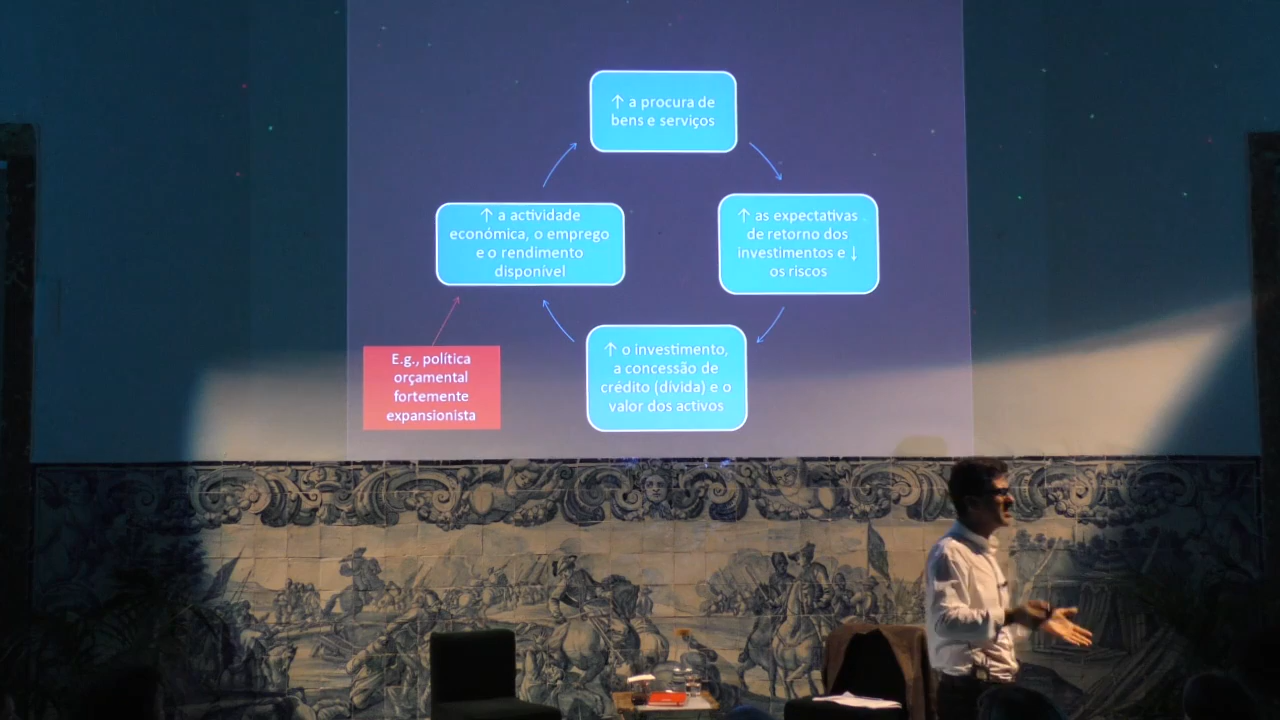 ↑ a procura de
bens e serviços
↑ a actividade
económica, o emprego
e o rendimento
disponível
↑ as expectativas
de retorno dos
investimentos e ↓
os riscos
E.g., política
orçamental
fortemente
expansionista
↑ o investimento,
a concessão de
crédito (dívida) e o
valor dos activos